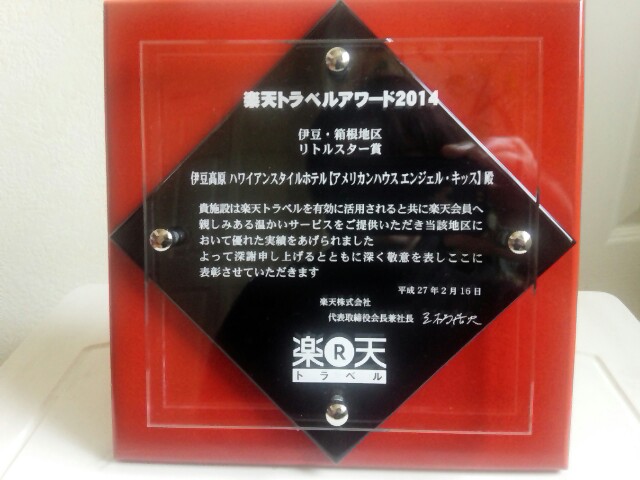 楽天トラベルアワード2014
伊豆・箱根地区
リトルスター賞
伊豆高原 ハワイアンスタイルホテル【アメリカンハウス エンジェル・キッズ】殿
貴施設は楽天トラベルを有効に活用されると共に楽天会員へ
親しみある温かいサービスをご提供いただき当該地区に
おいて優れた実績をあげられました
よって深謝申し上げるとともに深く敬意を表しここに
表彰させていただきます
平成27年2月16日
楽天株式会社
代表取締役会長兼社長 三木谷浩史
楽R天
トラベル